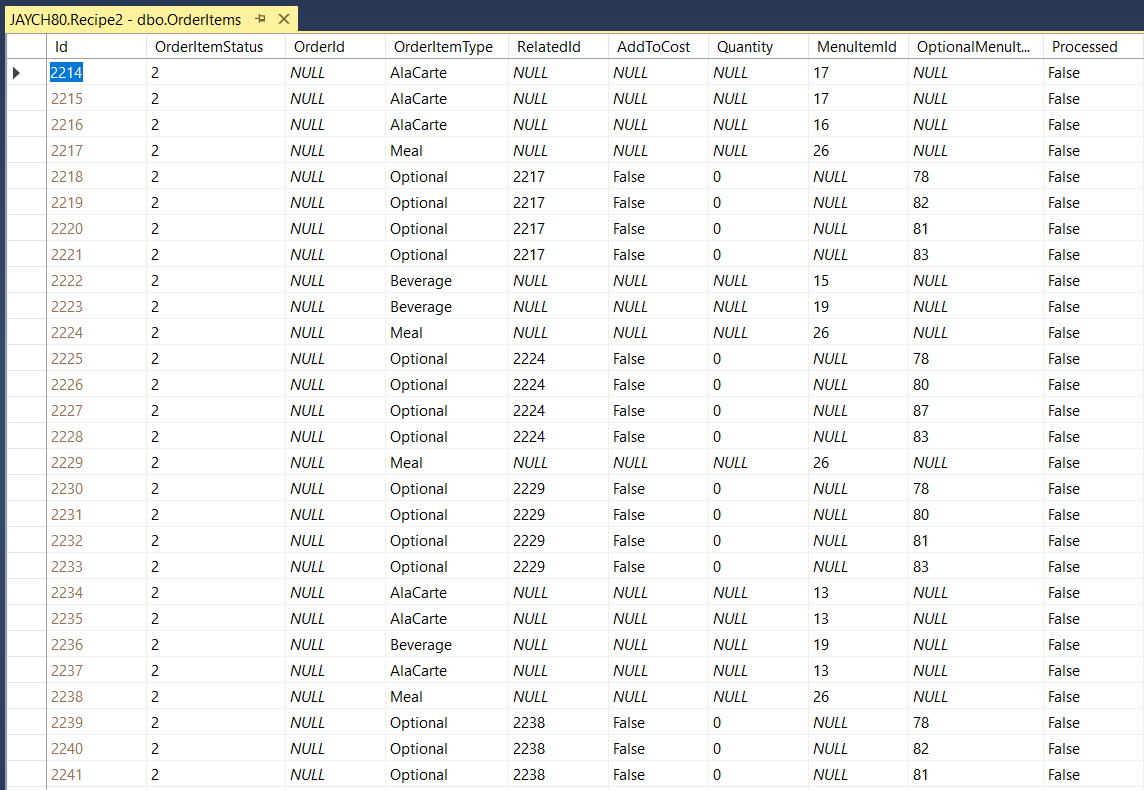 JAYCH80.Recipe2 - dbo.OrderItems
Id OrderItemStatus OrderId OrderItemType RelatedId AddToCost Quantity MenuItemId OptionalMenuIt... Processed
2214 2 NULL AlaCarte NULL NULL NULL 17 NULL False
2215 2 NULL AlaCarte NULL NULL NULL 17 NULL False
2216 2 NULL AlaCarte NULL NULL NULL 16 NULL False
2217 2 NULL Meal NULL NULL NULL 26 NULL False
2218 2 NULL Optional 2217 False 0 NULL 78 False
2219 2 NULL Optional 2217 False 0 NULL 82 False
2220 2 NULL Optional 2217 False 0 NULL 81 False
2221 2 NULL Optional 2217 False 0 NULL 83 False
2222 2 NULL Beverage NULL NULL NULL 15 NULL False
2223 2 NULL Beverage NULL NULL NULL 19 NULL False
2224 2 NULL Meal NULL NULL NULL 26 NULL False
2225 2 NULL Optional 2224 False 0 NULL 78 False
2226 2 NULL Optional 2224 False 0 NULL 80 False
2227 2 NULL Optional 2224 False 0 NULL 87 False
2228 2 NULL Optional 2224 False 0 NULL 83 False
2229 2 NULL Meal NULL NULL NULL 26 NULL False
2230 2 NULL Optional 2229 False 0 NULL 78 False
2231 2 NULL Optional 2229 False 0 NULL 80 False
2232 2 NULL Optional 2229 False 0 NULL 81 False
2233 2 NULL Optional 2229 False 0 NULL 83 False
2234 2 NULL AlaCarte NULL NULL NULL 13 NULL False
2235 2 NULL AlaCarte NULL NULL NULL 13 NULL False
2236 2 NULL Beverage NULL NULL NULL 19 NULL False
2237 2 NULL AlaCarte NULL NULL NULL 13 NULL False
2238 2 NULL Meal NULL NULL NULL 26 NULL False
2239 2 NULL Optional 2238 False 0 NULL 78 False
2240 2 NULL Optional 2238 False 0 NULL 82 False
2241 2 NULL Optional 2238 False 0 NULL 81 False